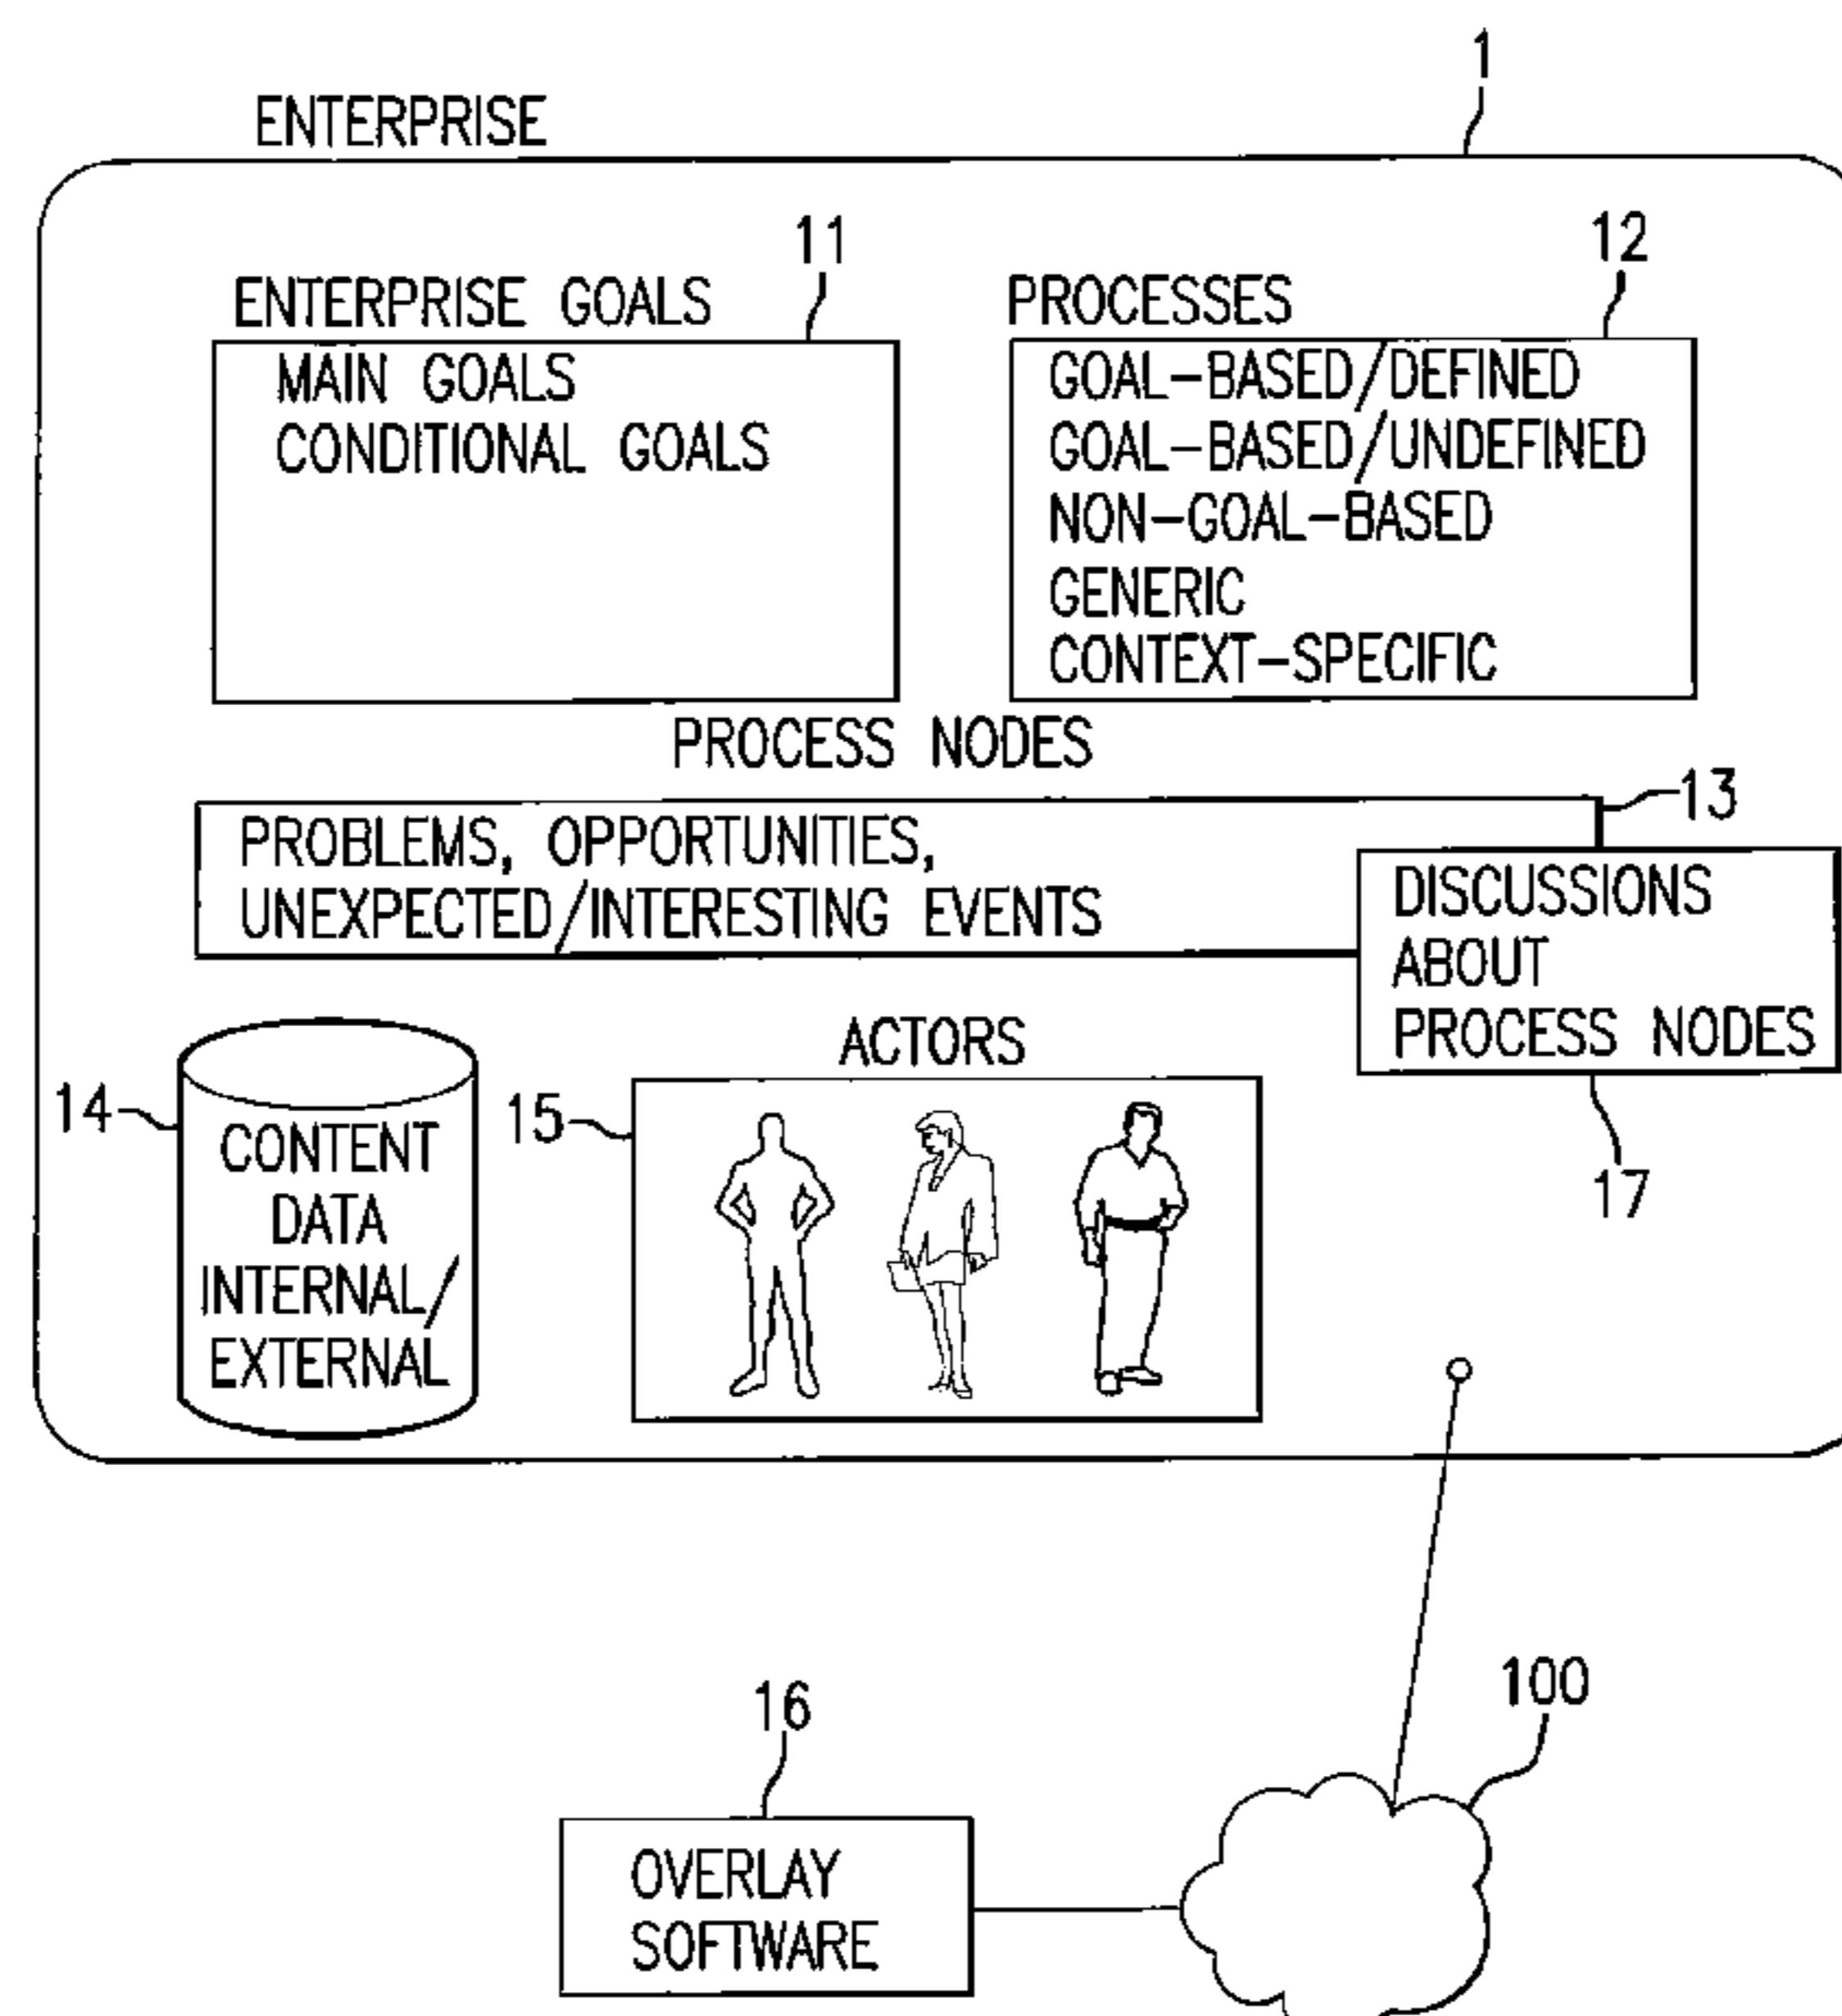 1
ENTERPRISE
11
12
ENTERPRISE GOALS
PROCESSES
MAIN GOALS
CONDITIONAL GOALS
GOAL-BASED/DEFINED
GOAL-BASED/UNDEFINED
NON-GOAL-BASED
GENERIC
CONTEXT-SPECIFIC
PROCESS NODES
13
PROBLEMS, OPPORTUNITIES,
UNEXPECTED/INTERESTING EVENTS
DISCUSSIONS
ABOUT
PROCESS NODES
17
14
CONTENT
DATA
INTERNAL/
EXTERNAL
ACTORS
15
16
OVERLAY
SOFTWARE
100